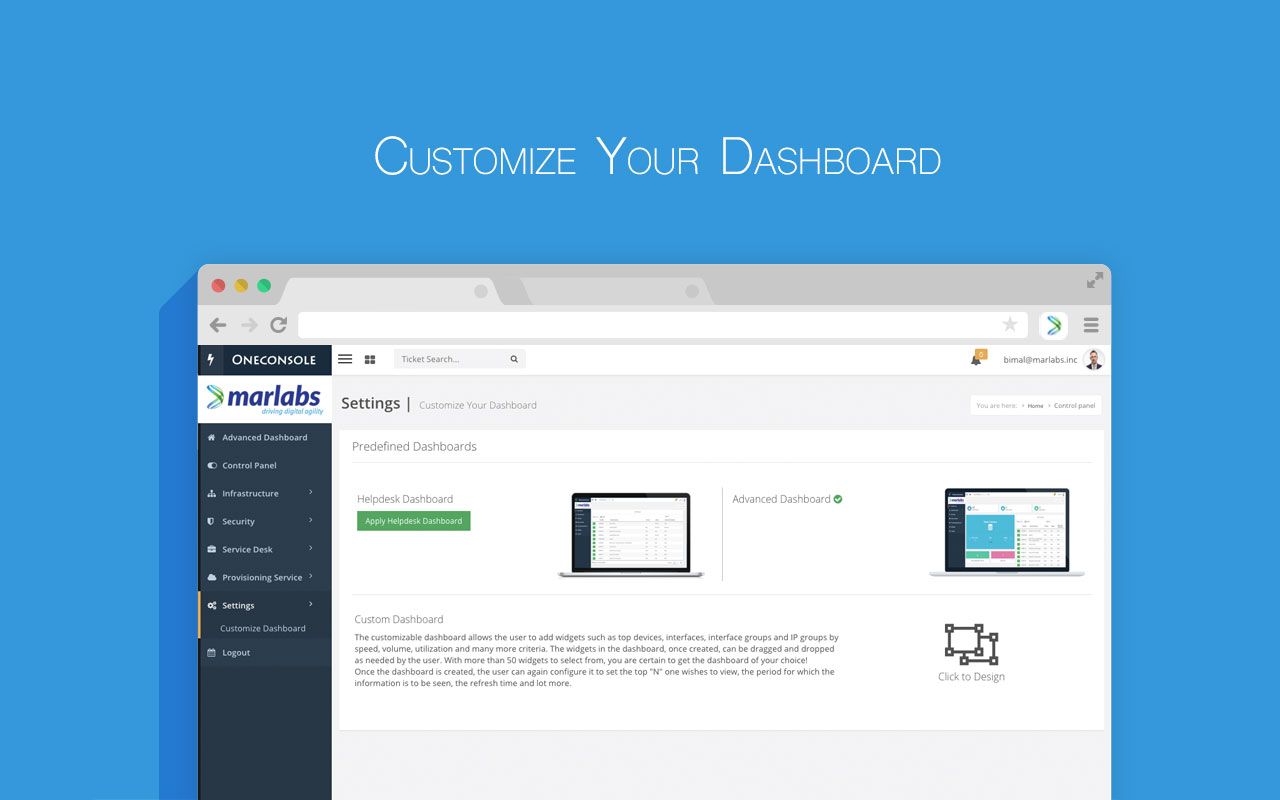 Customize Your Dashboard
Oneconsole
Ticket Search...
0
bimal@marlabs.inc
marlabs
driving digital agility
Settings | Customize Your Dashboard
You are here: › Home › Control panel
Advanced Dashboard
Control Panel
Infrastructure
Security
Service Desk
Provisioning Service
Settings
Customize Dashboard
Logout
Predefined Dashboards
Helpdesk Dashboard
Apply Helpdesk Dashboard
marlabs
Advanced Dashboard
marlabs
Custom Dashboard
The customizable dashboard allows the user to add widgets such as top devices, interfaces, interface groups and IP groups by
speed, volume, utilization and many more criteria. The widgets in the dashboard, once created, can be dragged and dropped
as needed by the user. With more than 50 widgets to select from, you are certain to get the dashboard of your choice!
Once the dashboard is created, the user can again configure it to set the top "N" one wishes to view, the period for which the
information is to be seen, the refresh time and lot more.
Click to Design